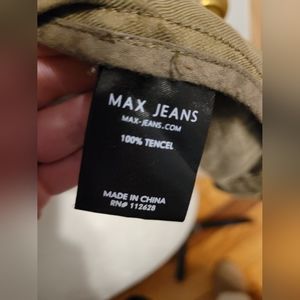 MAX JEANS
MAX-JEANS.COM
100% TENCEL
MADE IN CHINA
RN# 112628